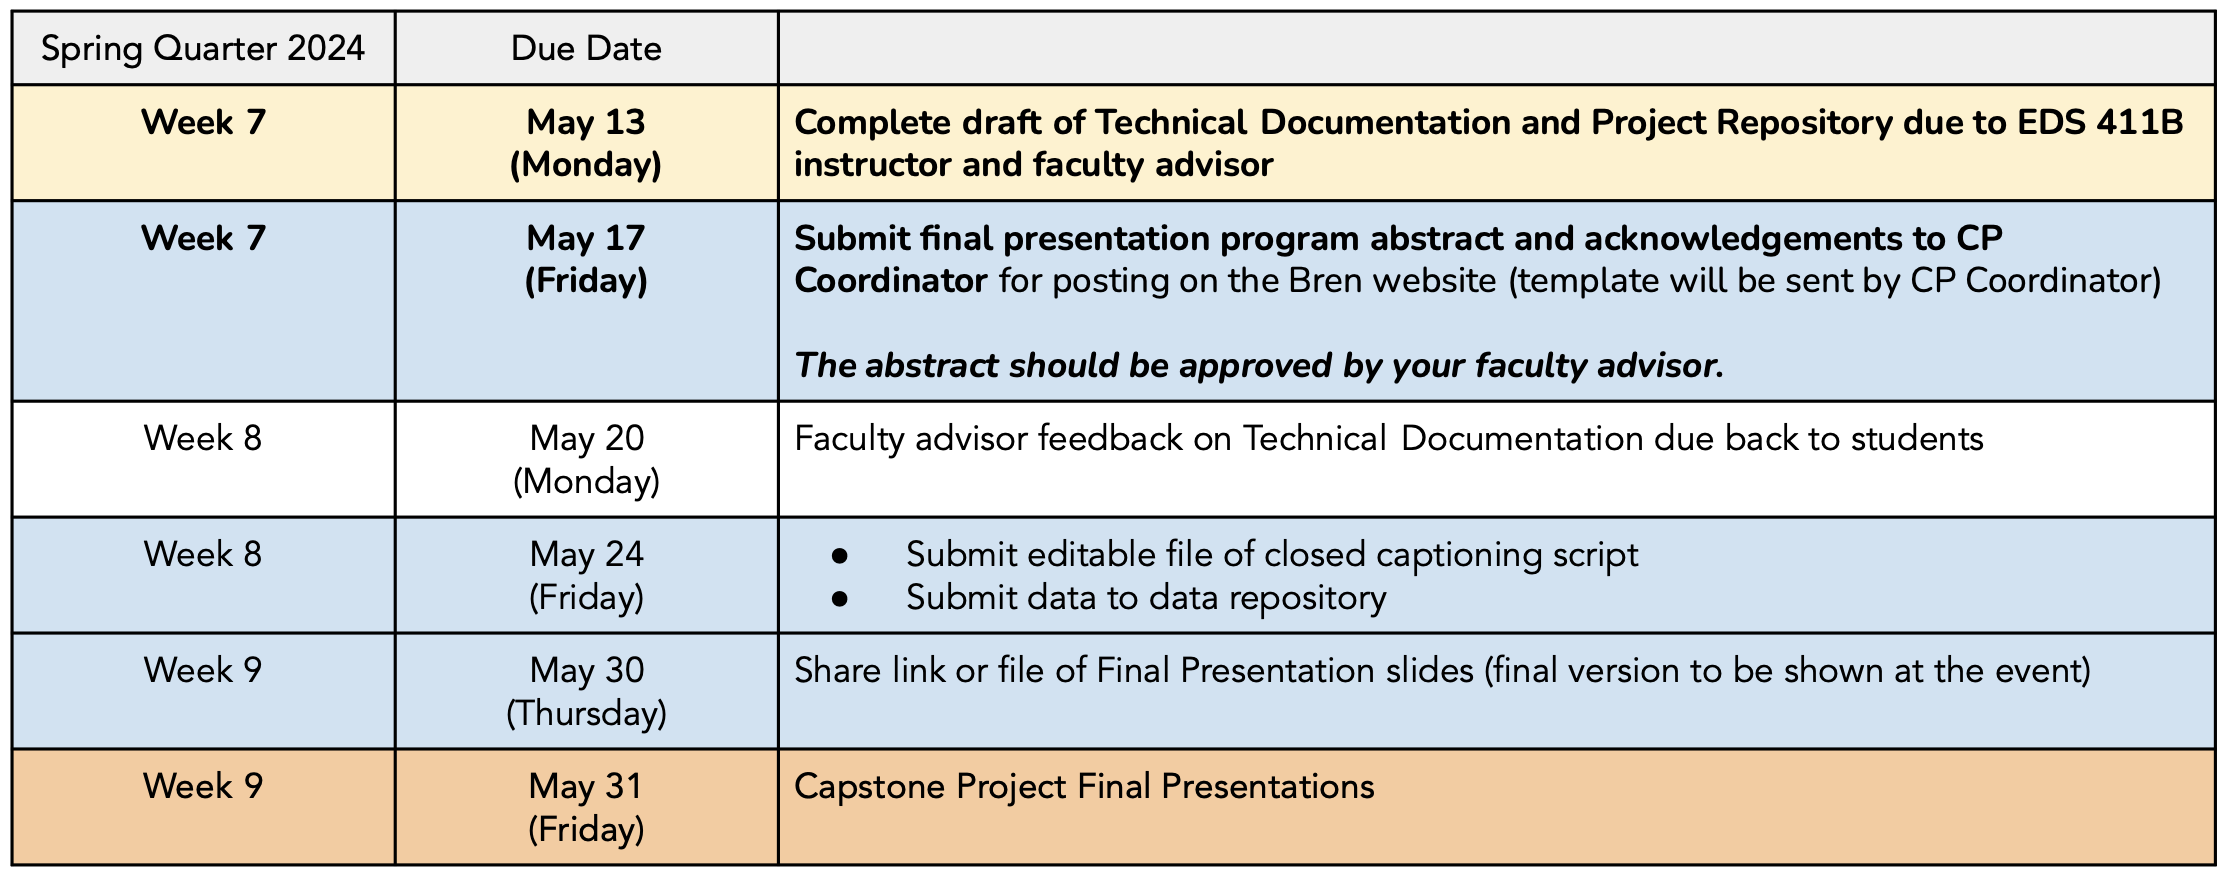 Spring Quarter 2024
Due Date
Week 7
May 13
(Monday)
Complete draft of Technical Documentation and Project Repository due to EDS 411B
instructor and faculty advisor
Week 7
May 17
(Friday)
Submit final presentation program abstract and acknowledgements to CP
Coordinator for posting on the Bren website (template will be sent by CP Coordinator)
The abstract should be approved by your faculty advisor.
Week 8
May 20
(Monday)
Faculty advisor feedback on Technical Documentation due back to students
Week 8
May 24
(Friday)
● Submit editable file of closed captioning script
● Submit data to data repository
Week 9
May 30
(Thursday)
Share link or file of Final Presentation slides (final version to be shown at the event)
Week 9
May 31
(Friday)
Capstone Project Final Presentations